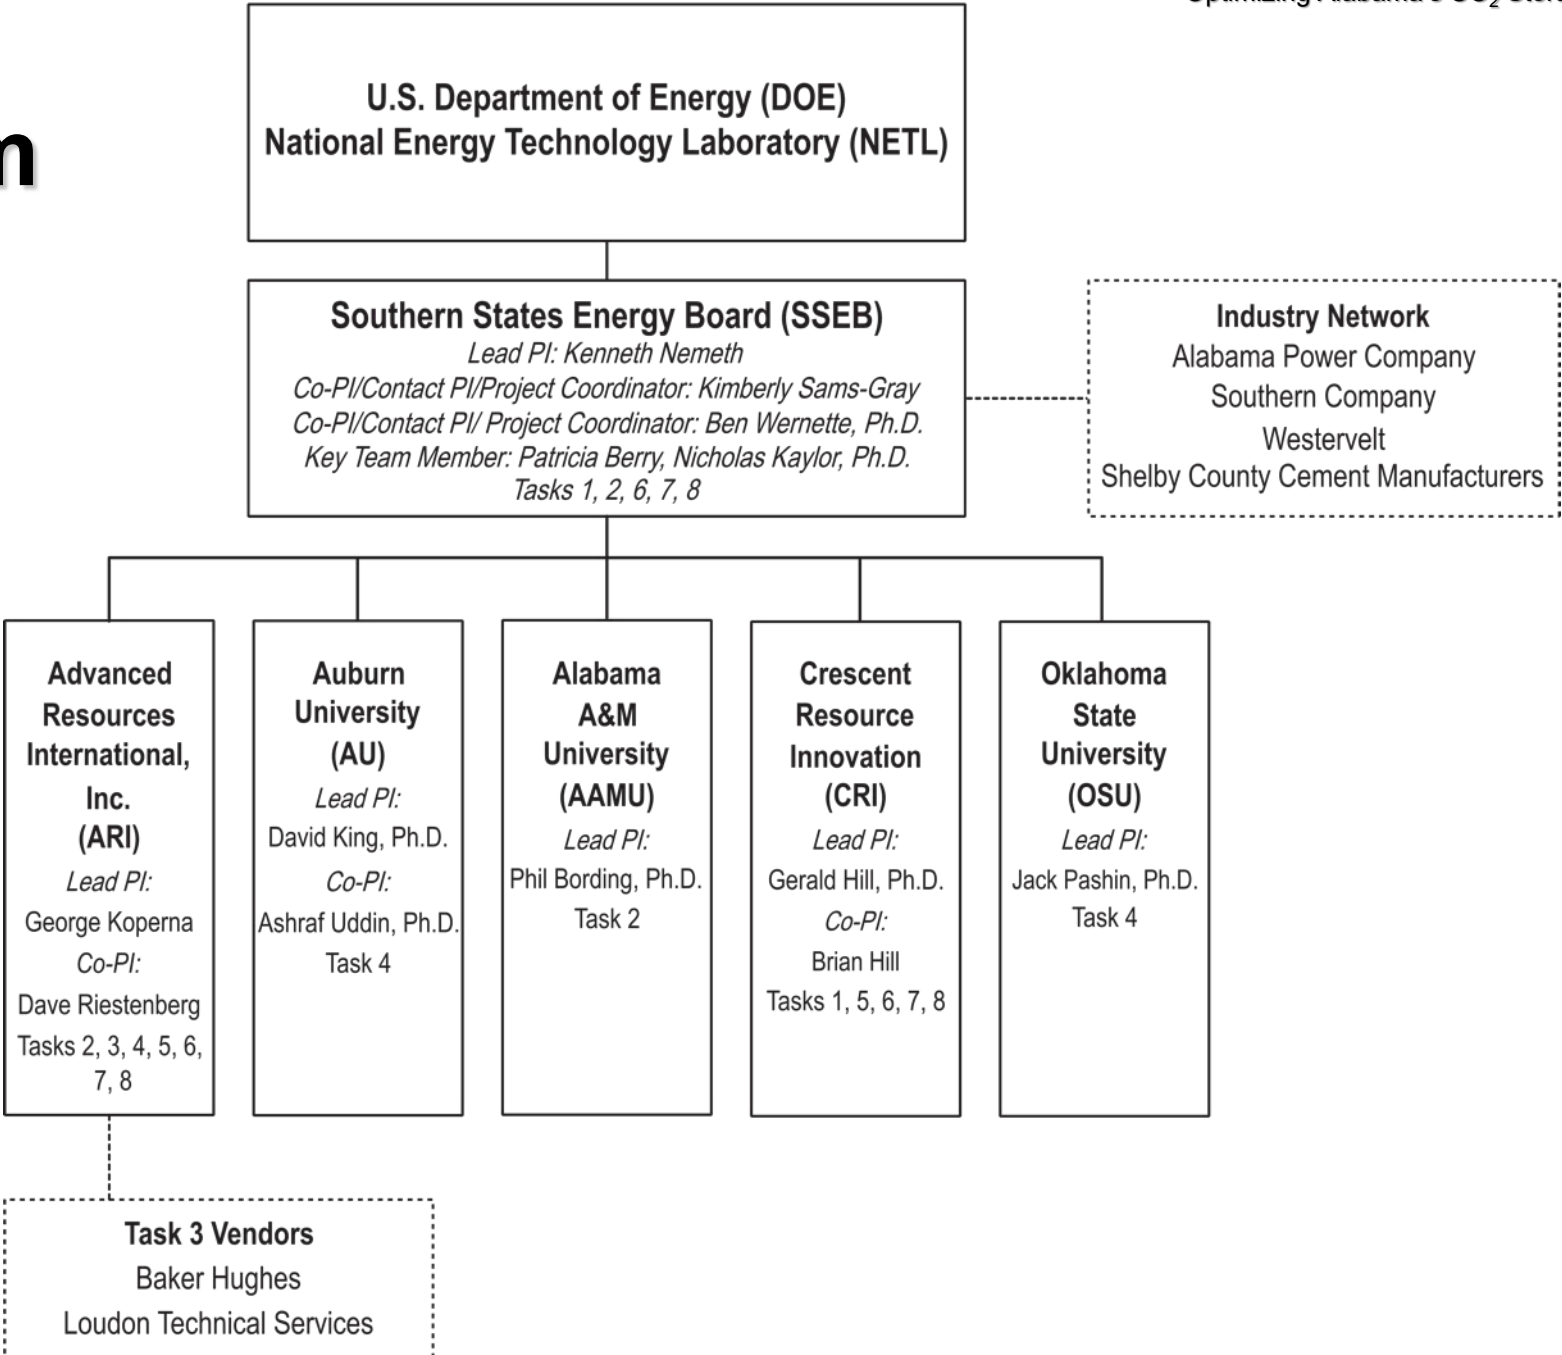 m
U.S. Department of Energy (DOE)
National Energy Technology Laboratory (NETL)
Southern States Energy Board (SSEB)
Lead PI: Kenneth Nemeth
Co-PI/Contact PI/Project Coordinator: Kimberly Sams-Gray
Co-PI/Contact PI/ Project Coordinator: Ben Wernette, Ph.D.
Key Team Member: Patricia Berry, Nicholas Kaylor, Ph.D.
Tasks 1, 2, 6, 7, 8
Industry Network
Alabama Power Company
Southern Company
Westervelt
Shelby County Cement Manufacturers
Advanced
Resources
International,
Inc.
(ARI)
Lead PI:
George Koperna
Co-PI:
Dave Riestenberg
Tasks 2, 3, 4, 5, 6,
7, 8
Auburn
University
(AU)
Lead PI:
David King, Ph.D.
Co-PI:
Ashraf Uddin, Ph.D.
Task 4
Alabama
A&M
University
(AAMU)
Lead PI:
Phil Bording, Ph.D.
Task 2
Crescent
Resource
Innovation
(CRI)
Lead PI:
Gerald Hill, Ph.D.
Co-PI:
Brian Hill
Tasks 1, 5, 6, 7, 8
Oklahoma
State
University
(OSU)
Lead PI:
Jack Pashin, Ph.D.
Task 4
Task 3 Vendors
Baker Hughes
Loudon Technical Services